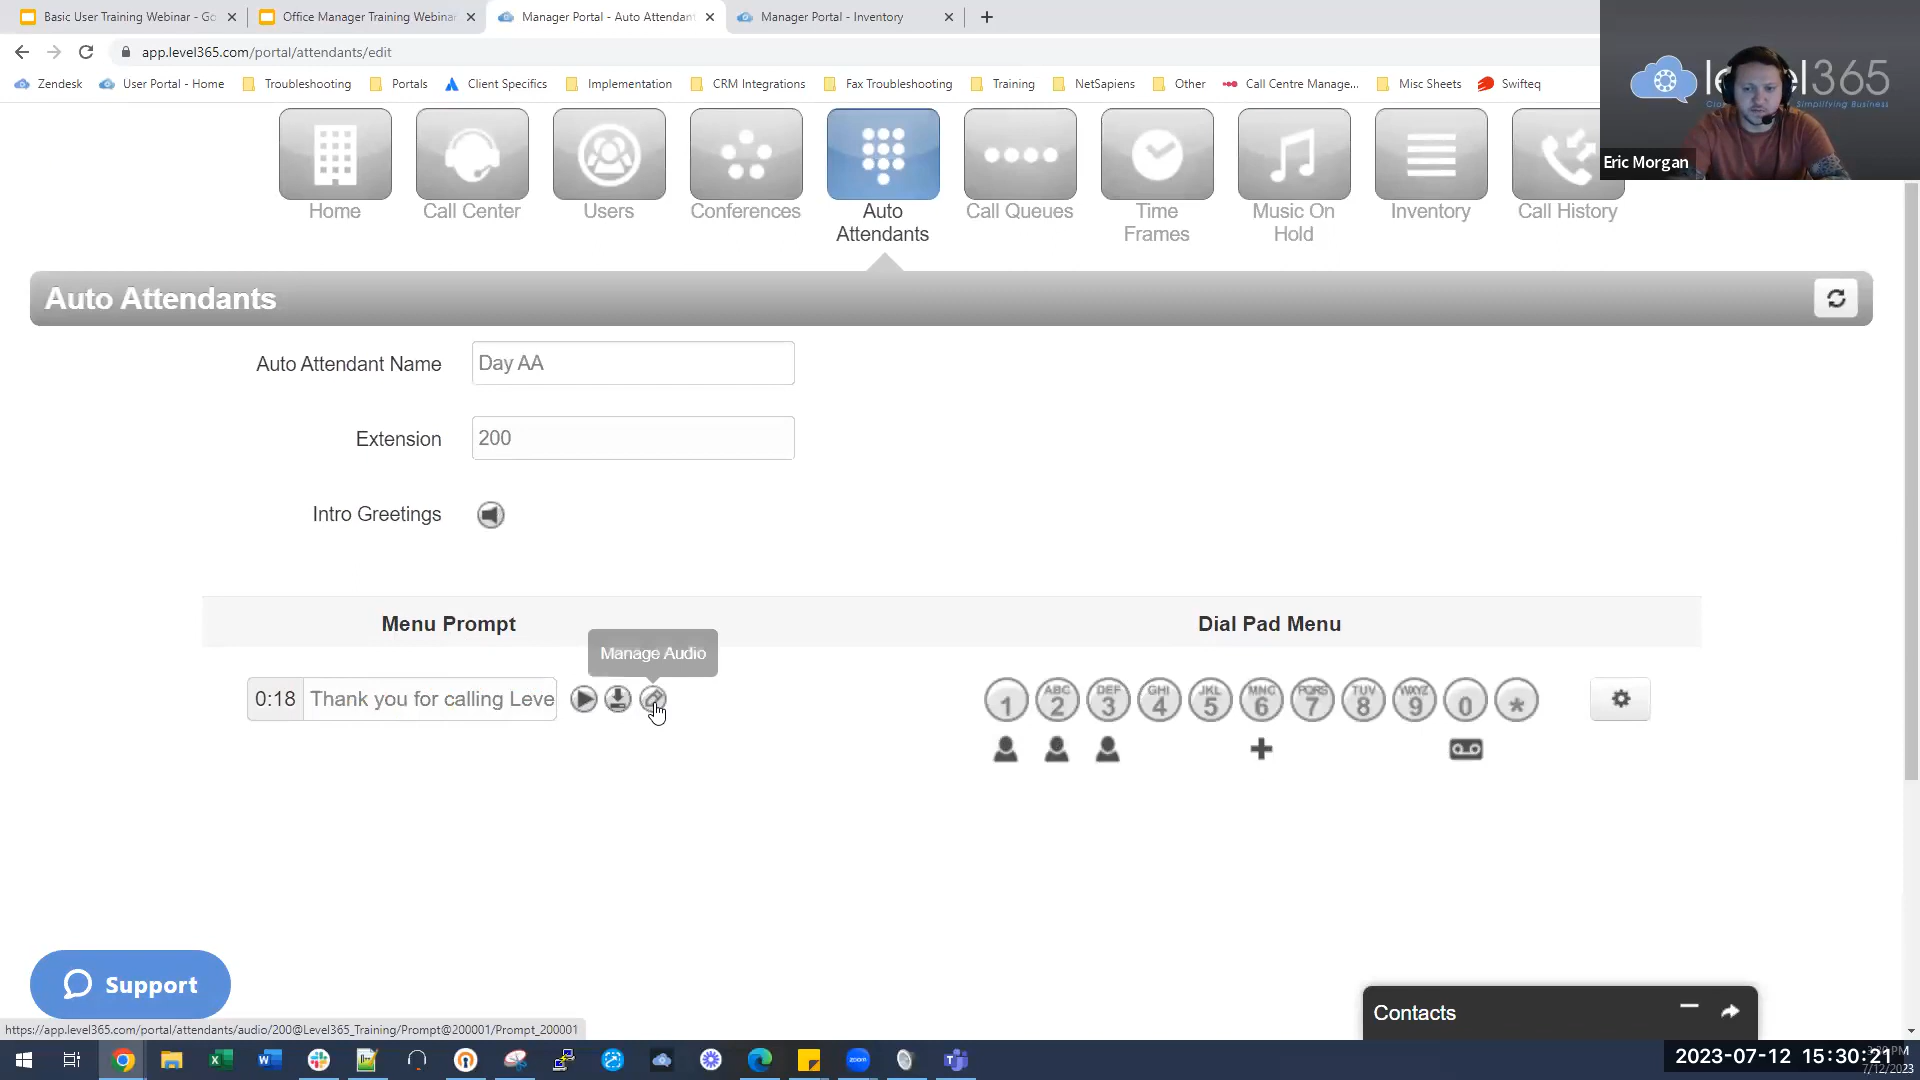 Basic User Training Webinar - Go
Office Manager Training Webinar
Manager Portal - Auto Attendant
Manager Portal - Inventory
app.level365.com/portal/attendants/edit
Zendesk
User Portal - Home
Troubleshooting
Portals
Client Specifics
Implementation
CRM Integrations
Fax Troubleshooting
Training
NetSapiens
Other
Call Centre Manage...
Misc Sheets
Swifteq
Simplifying Business
Eric Morgan
Home
Call Center
Users
Conferences
Auto
Attendants
Call Queues
Time
Frames
Music On
Hold
Inventory
Call History
Auto Attendants
Auto Attendant Name
Day AA
Extension
200
Intro Greetings
Menu Prompt
Dial Pad Menu
Manage Audio
0:18
Thank you for calling Leve
1
ABC 2
DEF 3
GHI 4
JKL 5
MNO 6
PQRS 7
TUV 8
WXYZ 9
0
*
Support
Contacts
https://app.level365.com/portal/attendants/audio/200@Level365_Training/Prompt@200001/Prompt_200001
zoom
2023-07-12 15:30:21
7/12/2023